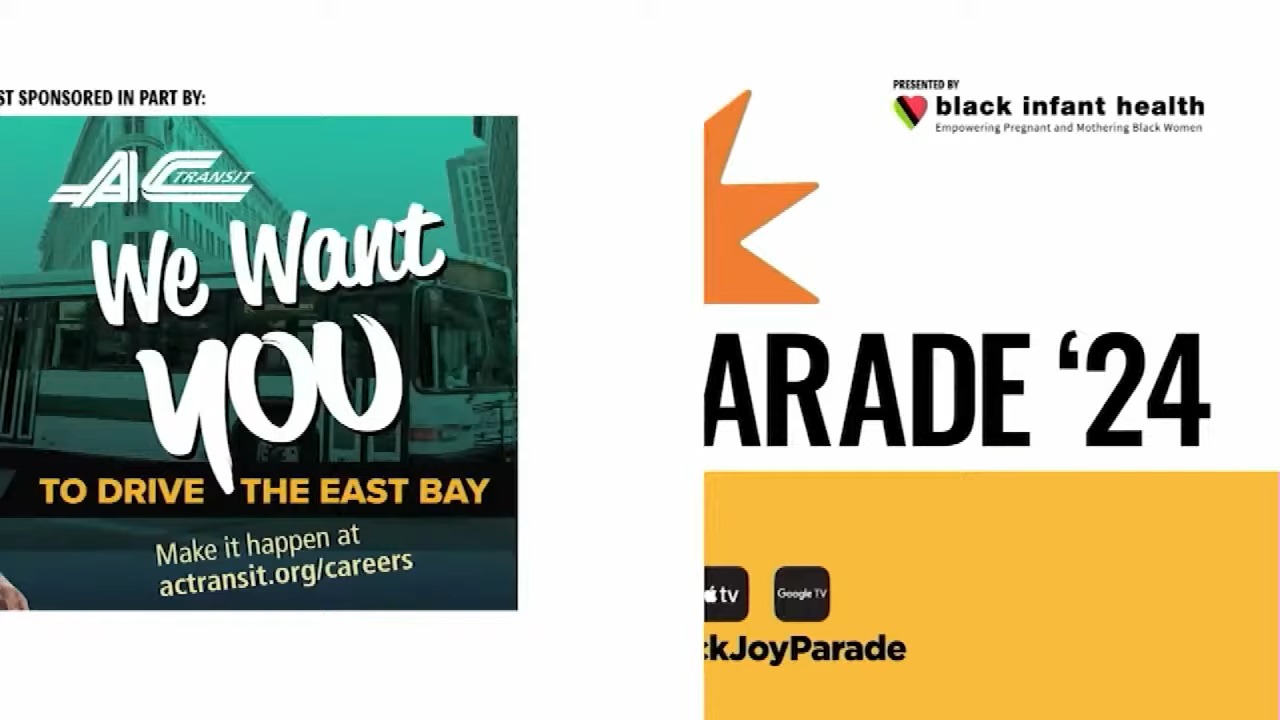 ST SPONSORED IN PART BY:
AC TRANSIT
We Want
YOU
TO DRIVE THE EAST BAY
Make it happen at
actransit.org/careers
PRESENTED BY
black infant health
Empowering Pregnant and Mothering Black Women
ARADE ‘24
tv
Google TV
ckJoyParade